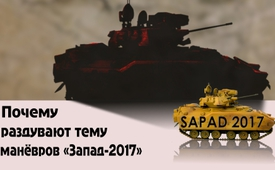 SAPAD 2017
Почему
раздувают тему
манёвров «Запад-2017»